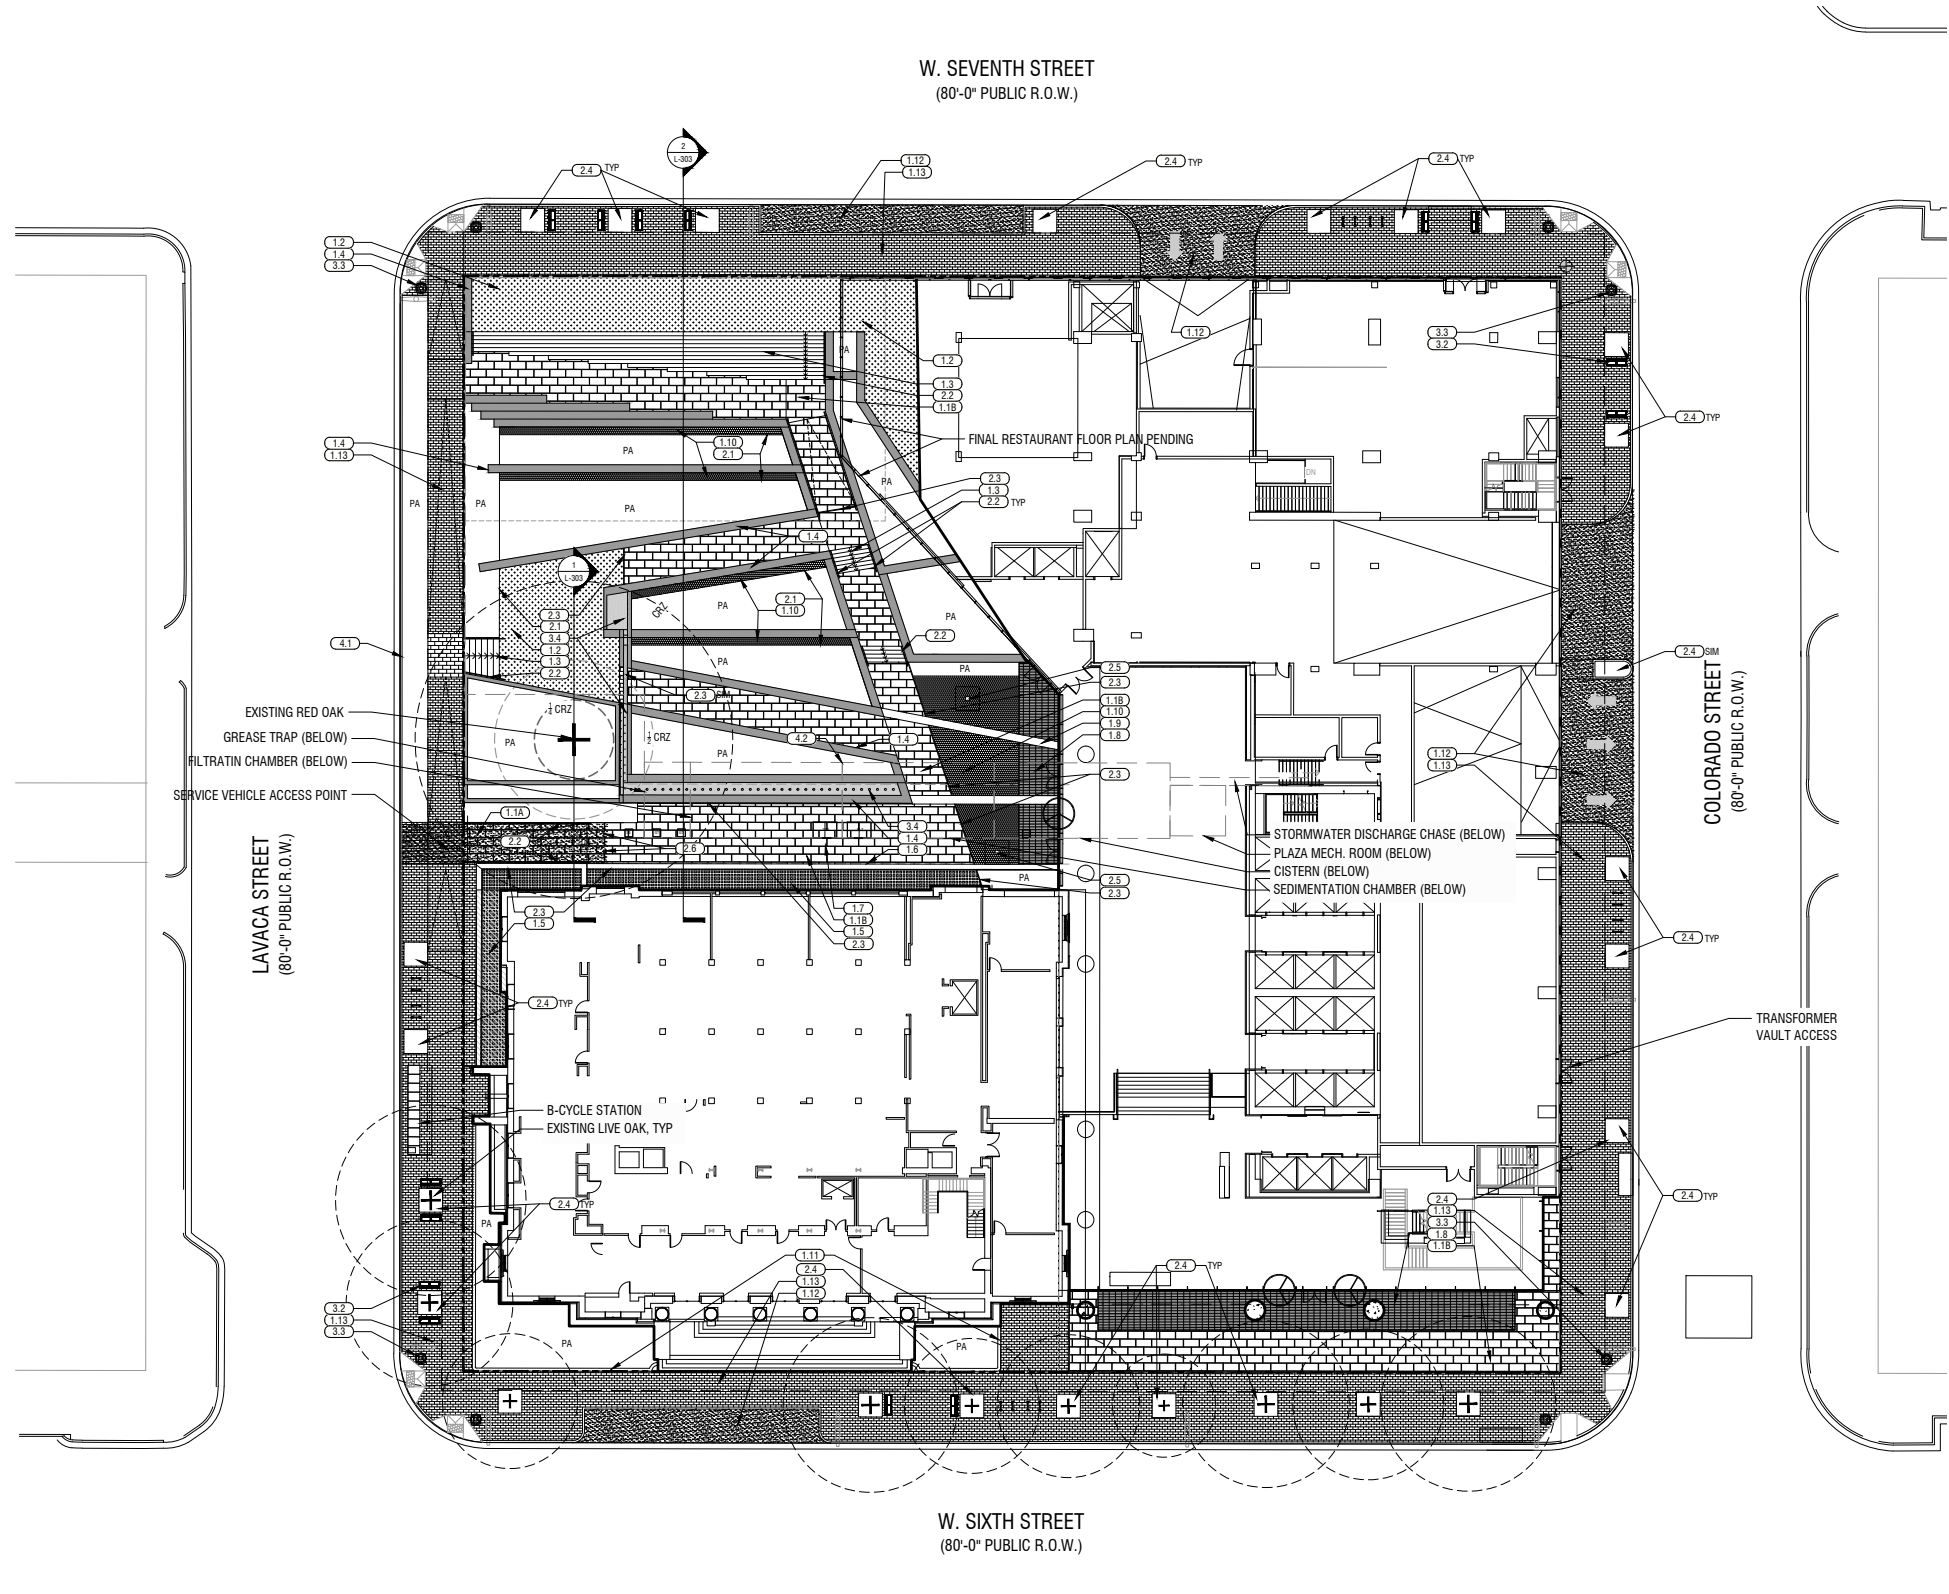 W. SEVENTH STREET
(80'-0" PUBLIC R.O.W.)
2
L-303
2.4 TYP
1.12
1.13
2.4 TYP
2.4 TYP
1.2
1.4
3.3
1.12
3.3
3.2
PA
1.2
1.3
2.2
1.1B
2.4 TYP
1.4
1.13
PA
1.10
2.1
FINAL RESTAURANT FLOOR PLAN PENDING
DN
PA
PA
PA
PA
2.3
1.3
2.2 TYP
1.4
1
L-303
CRZ
PA
2.1
1.10
PA
2.3
2.1
3.4
1.2
1.3
2.2
4.1
2.2
PA
PA
2.5
2.3
2.4 SIM
2.3 SIM
1.1B
1.10
1.9
1.8
EXISTING RED OAK
¼ CRZ
GREASE TRAP (BELOW)
PA
½ CRZ
4.2
1.4
PA
FILTRATIN CHAMBER (BELOW)
1.12
1.13
2.3
SERVICE VEHICLE ACCESS POINT
1.1A
2.2
2.6
3.4
1.4
1.6
STORMWATER DISCHARGE CHASE (BELOW)
PLAZA MECH. ROOM (BELOW)
CISTERN (BELOW)
SEDIMENTATION CHAMBER (BELOW)
PA
2.5
2.3
LAVACA STREET
(80'-0" PUBLIC R.O.W.)
COLORADO STREET
(80'-0" PUBLIC R.O.W.)
2.3
1.5
1.7
1.1B
1.5
2.3
2.4 TYP
2.4 TYP
TRANSFORMER
VAULT ACCESS
B-CYCLE STATION
EXISTING LIVE OAK, TYP
2.4 TYP
PA
2.4
1.13
3.3
1.8
1.1B
2.4 TYP
1.11
2.4
1.13
1.12
2.4 TYP
3.2
1.13
3.3
PA
PA
W. SIXTH STREET
(80'-0" PUBLIC R.O.W.)